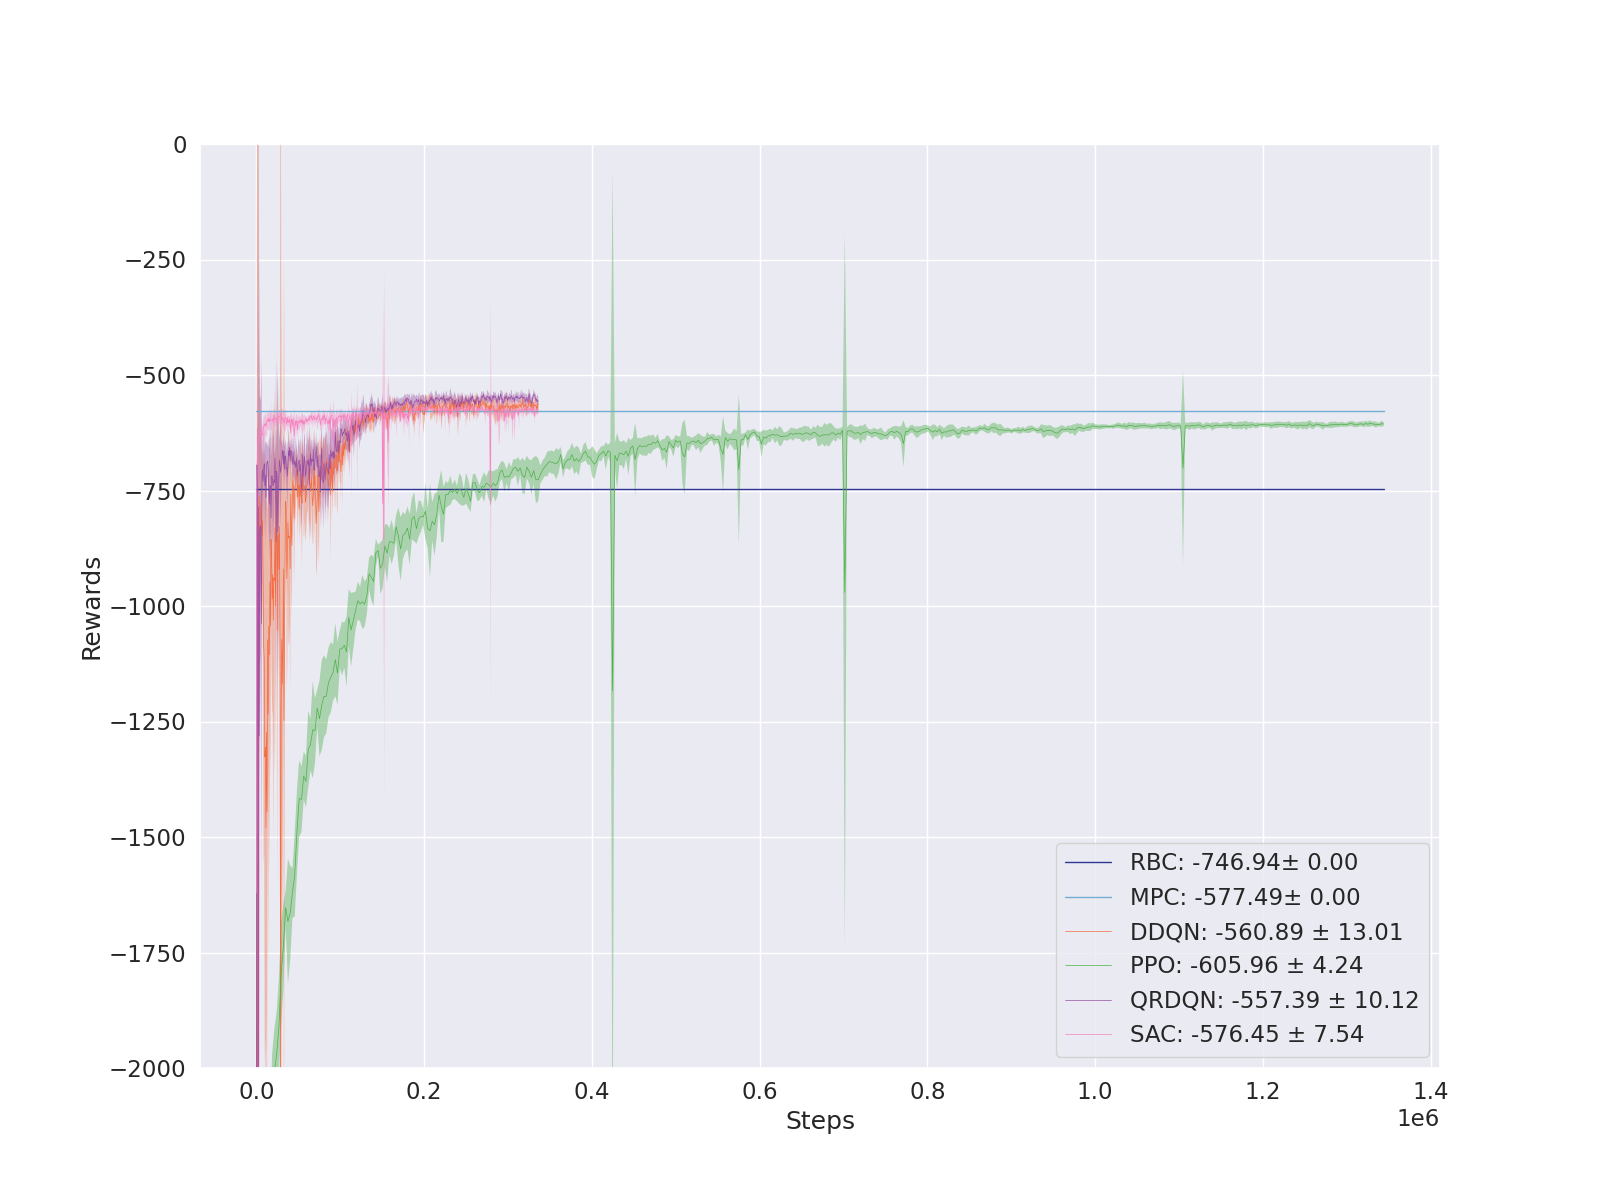 0
−250
−500
−750
−1000
−1250
−1500
−1750
−2000
Rewards
RBC: -746.94± 0.00
MPC: -577.49± 0.00
DDQN: -560.89 ± 13.01
PPO: -605.96 ± 4.24
QRDQN: -557.39 ± 10.12
SAC: -576.45 ± 7.54
0.0 0.2 0.4 0.6 0.8 1.0 1.2 1.4
1e6
Steps